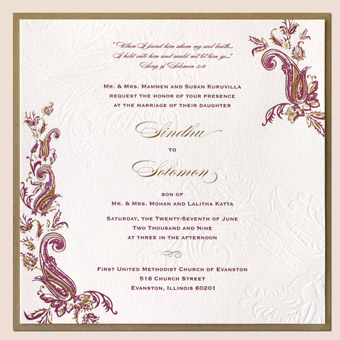 "When I found him whom my soul loveth...
I held him and would not let him go..."
Song of Solomon 3:4
Mr. & Mrs. Mammen and Susan Kuruvilla
request the honor of your presence
at the marriage of their daughter
Sindhu
to
Solomon
son of
Mr. & Mrs. Mohan and Lalitha Katta
Saturday, the Twenty-Seventh of June
Two Thousand and Nine
at three in the afternoon
First United Methodist Church of Evanston
516 Church Street
Evanston, Illinois 60201